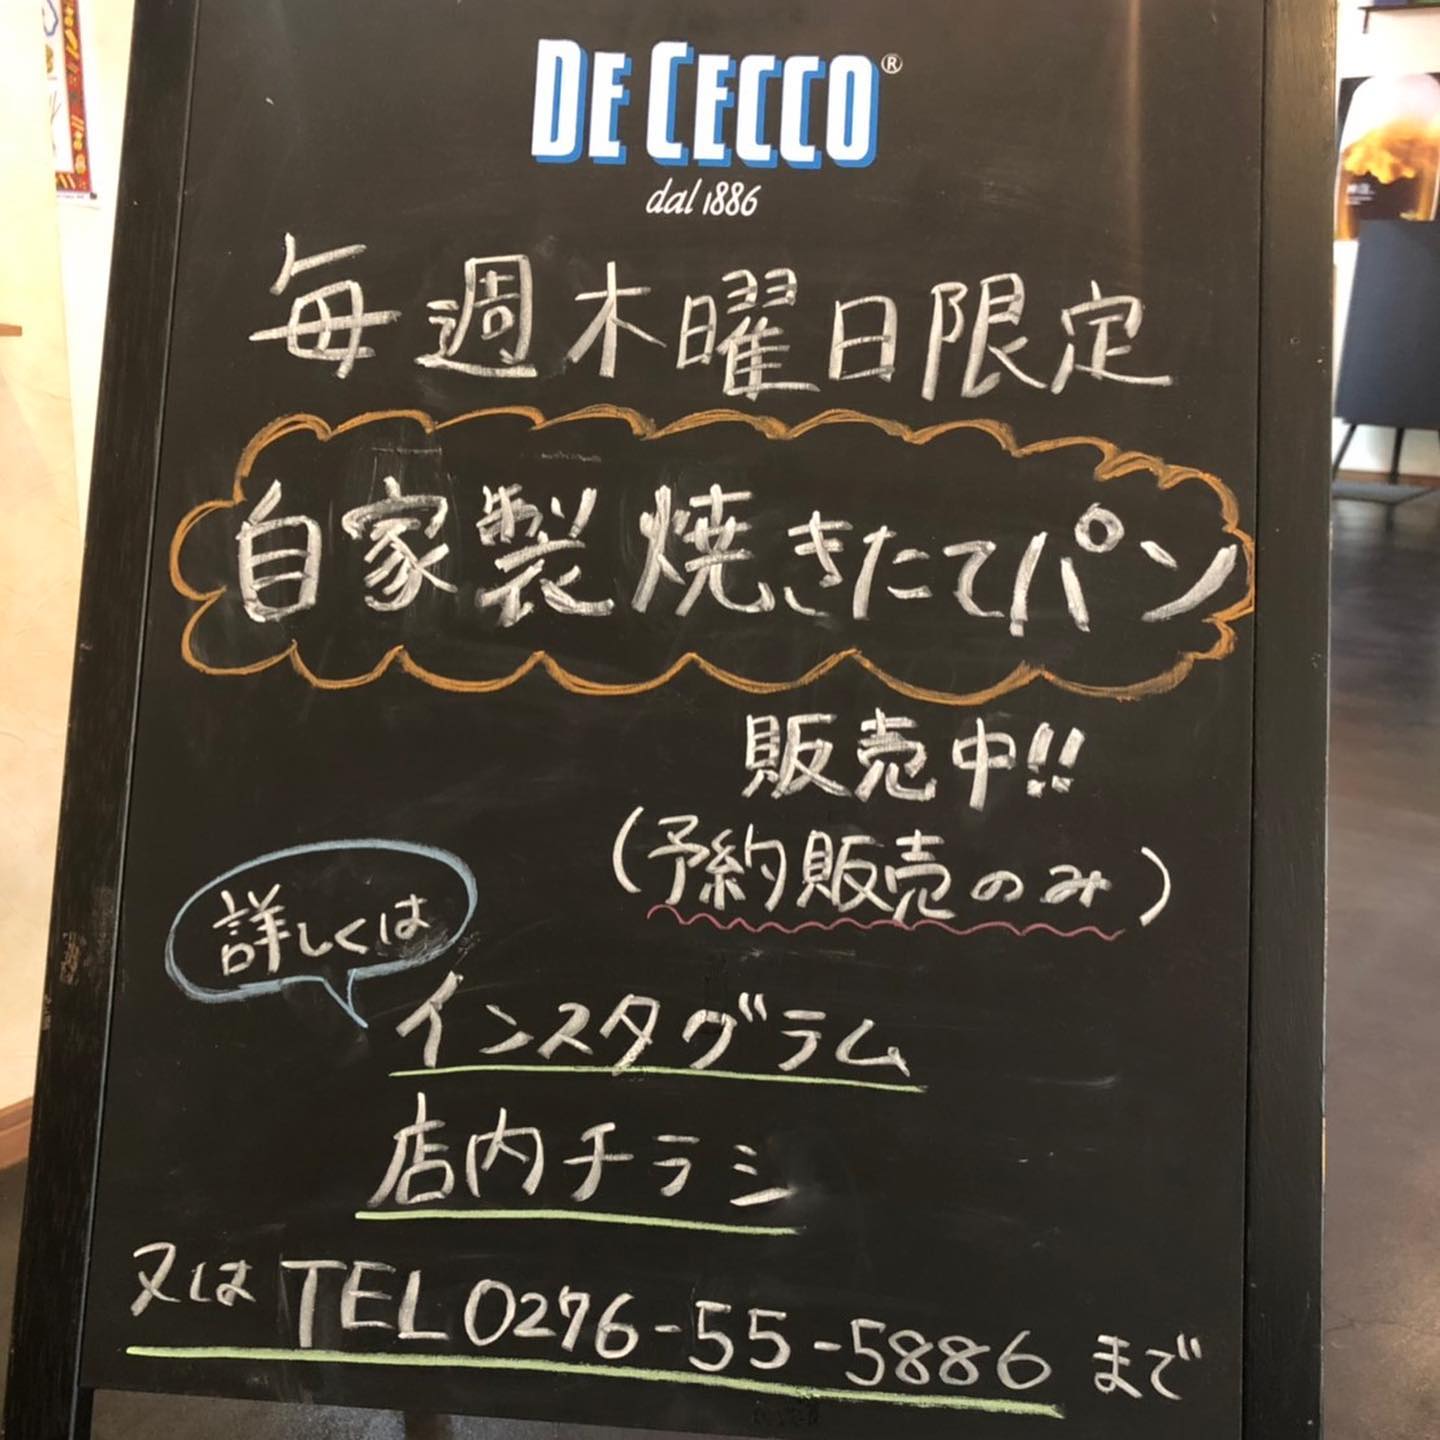 DE CECCO®
dal 1886
毎週木曜日限定
自家製焼きたてパン
販売中!!
(予約販売のみ)
詳しくは
インスタグラム
店内チラシ
又は TEL 0276-55-5886 まで